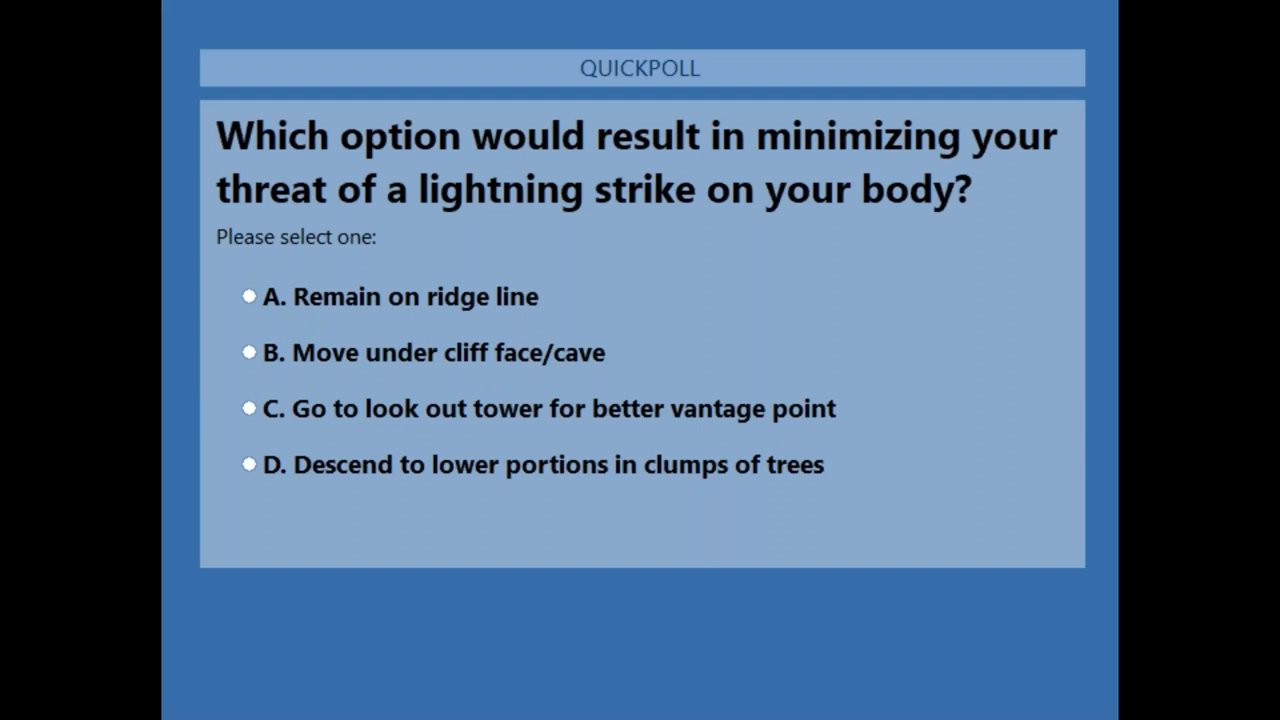 QUICKPOLL
Which option would result in minimizing your
threat of a lightning strike on your body?
Please select one:
A. Remain on ridge line
B. Move under cliff face/cave
C. Go to look out tower for better vantage point
D. Descend to lower portions in clumps of trees